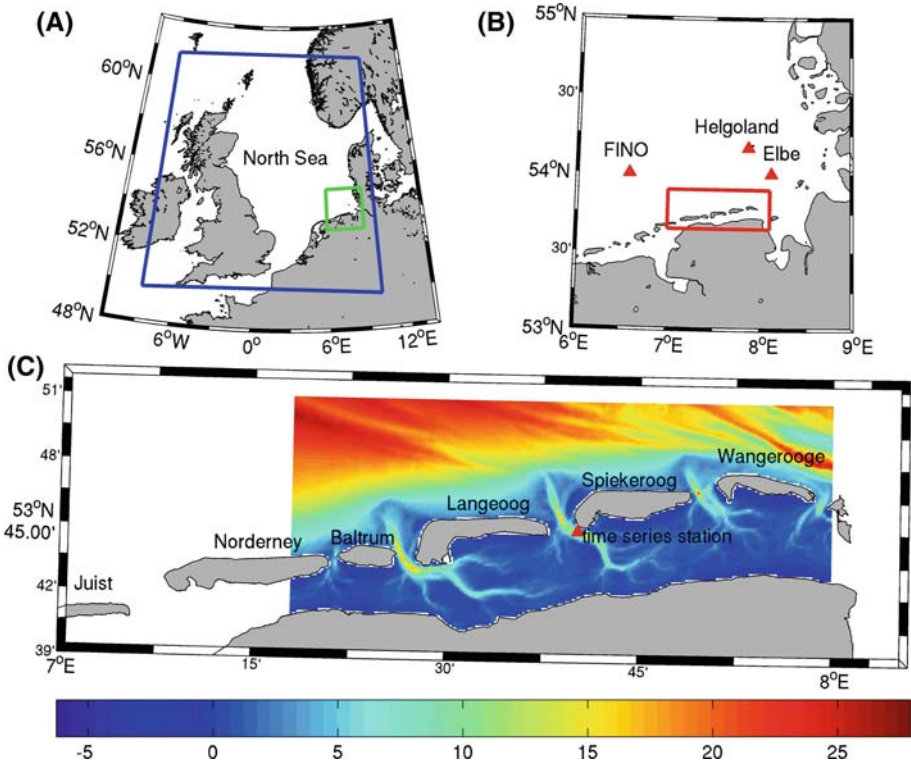 (A)
60°N
56°N
52°N
48°N
6°W 0° 6°E 12°E
North Sea
(B)
55°N
30'
54°N
30'
53°N
6°E 7°E 8°E 9°E
Helgoland
FINO
Elbe
(C)
51'
48'
53°N
45.00'
42'
39'
7°E 15' 30' 45' 8°E
Wangerooge
Spiekeroog
Langeoog
time series station
Baltrum
Norderney
Juist
-5 0 5 10 15 20 25